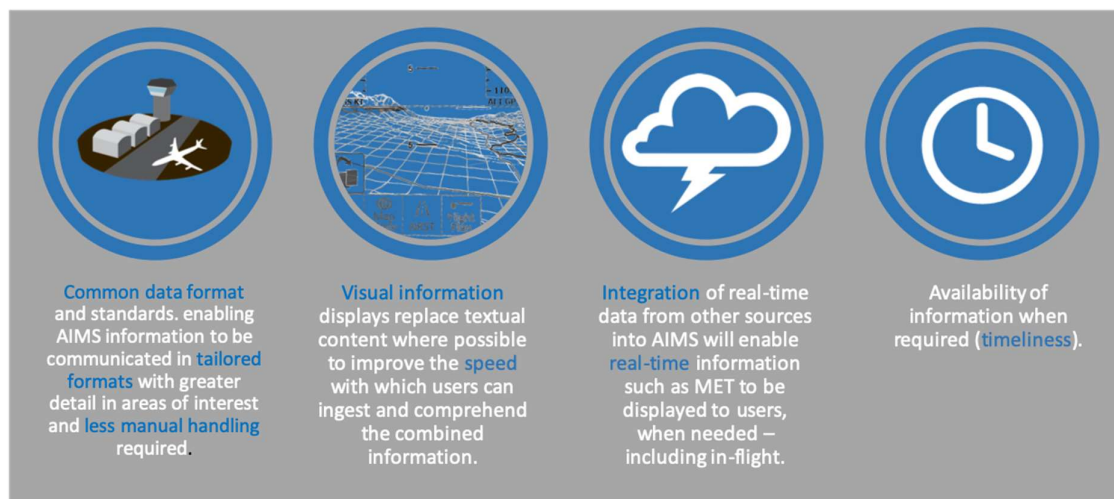 Common data format
and standards. enabling
AIMS information to be
communicated in tailored
formats with greater
detail in areas of interest
and less manual handling
required.
Visual information
displays replace textual
content where possible
to improve the speed
with which users can
ingest and comprehend
the combined
information.
Integration of real-time
data from other sources
into AIMS will enable
real-time information
such as MET to be
displayed to users,
when needed –
including in-flight.
Availability of
information when
required (timeliness).